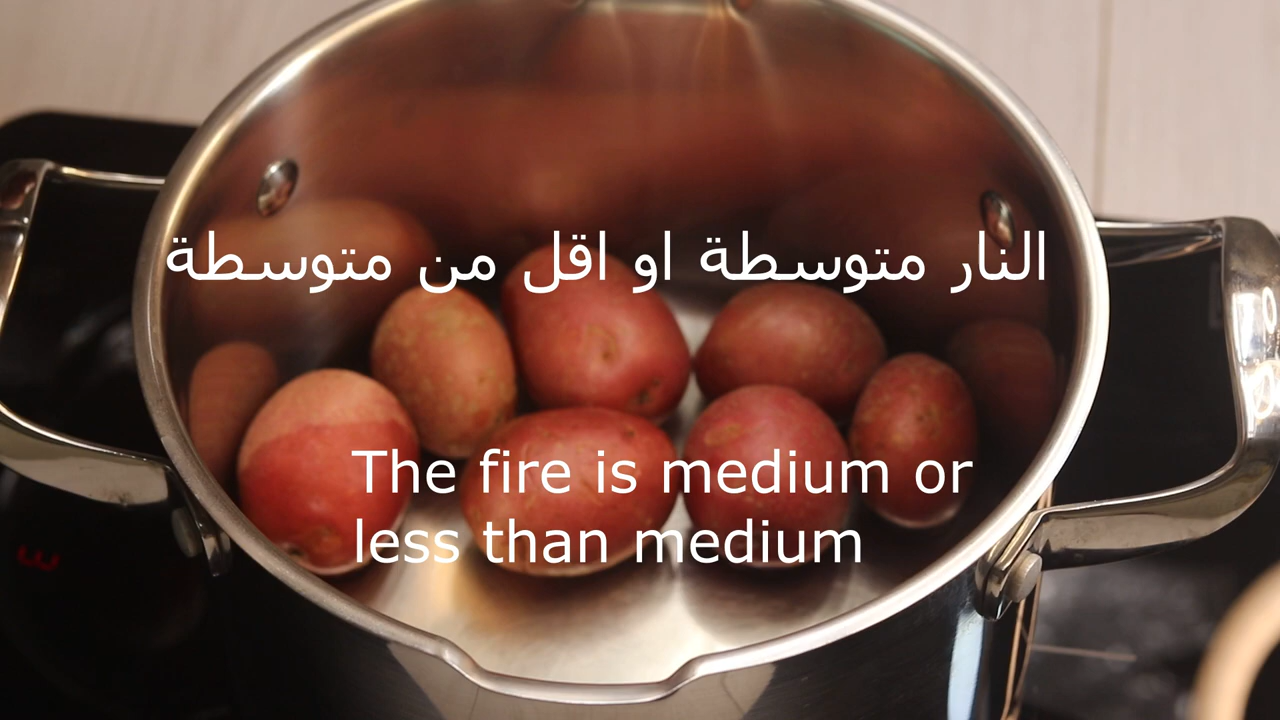 النار متوسطة او اقل من متوسطة
The fire is medium or
less than medium